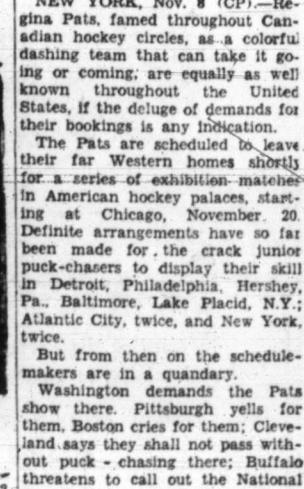 NEW YORK, Nov. 8 (CP).—Re-
gina Pats, famed throughout Can-
adian hockey circles, as a colorful
dashing team that can take it go-
ing or coming, are equally as well
known throughout the United
States, if the deluge of demands for
their bookings is any indication.
The Pats are scheduled to leave
their far Western homes shortly
for a series of exhibition matches
in American hockey palaces, start-
ing at Chicago, November 20.
Definite arrangements have so far
been made for the crack junior
puck-chasers to display their skill
in Detroit, Philadelphia, Hershey,
Pa., Baltimore, Lake Placid, N.Y.;
Atlantic City, twice, and New York,
twice.
But from then on the schedule-
makers are in a quandary.
Washington demands the Pats
show there. Pittsburgh yells for
them, Boston cries for them; Cleve-
land says they shall not pass with-
out puck - chasing there; Buffalo
threatens to call out the National